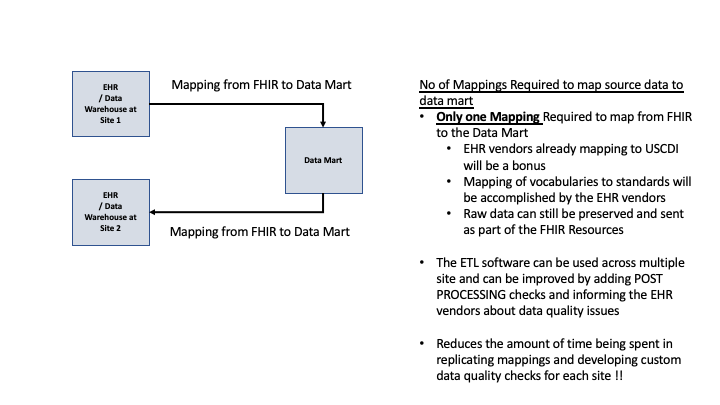 EHR
/ Data
Warehouse at
Site 1
Mapping from FHIR to Data Mart
Data Mart
EHR
/ Data
Warehouse at
Site 2
Mapping from FHIR to Data Mart
No of Mappings Required to map source data to
data mart
• Only one Mapping Required to map from FHIR
to the Data Mart
• EHR vendors already mapping to USCDI
will be a bonus
• Mapping of vocabularies to standards will
be accomplished by the EHR vendors
• Raw data can still be preserved and sent
as part of the FHIR Resources
• The ETL software can be used across multiple
site and can be improved by adding POST
PROCESSING checks and informing the EHR
vendors about data quality issues
• Reduces the amount of time being spent in
replicating mappings and developing custom
data quality checks for each site !!